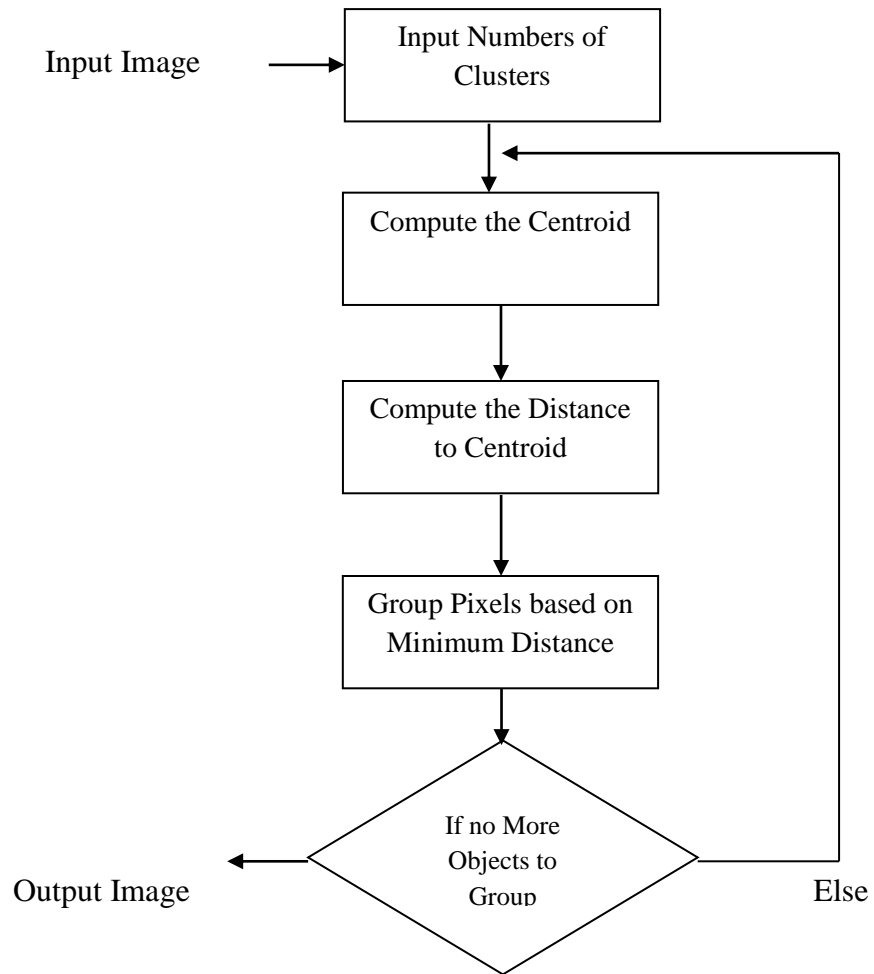 Input Numbers of
Clusters
Input Image
Compute the Centroid
Compute the Distance
to Centroid
Group Pixels based on
Minimum Distance
If no More
Objects to
Group
Output Image
Else